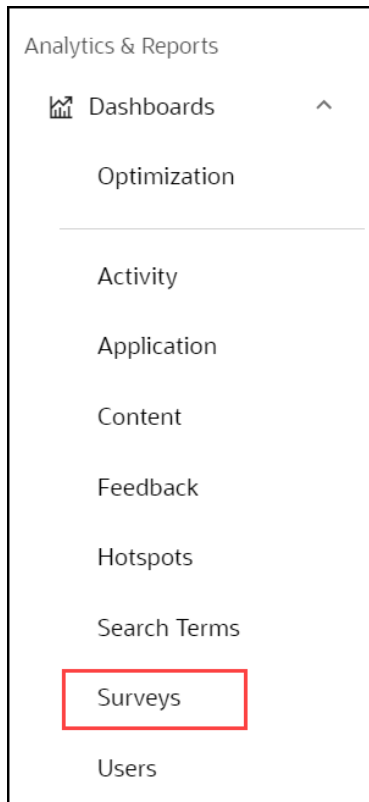 Analytics & Reports
Dashboards
Optimization
Activity
Application
Content
Feedback
Hotspots
Search Terms
Surveys
Users